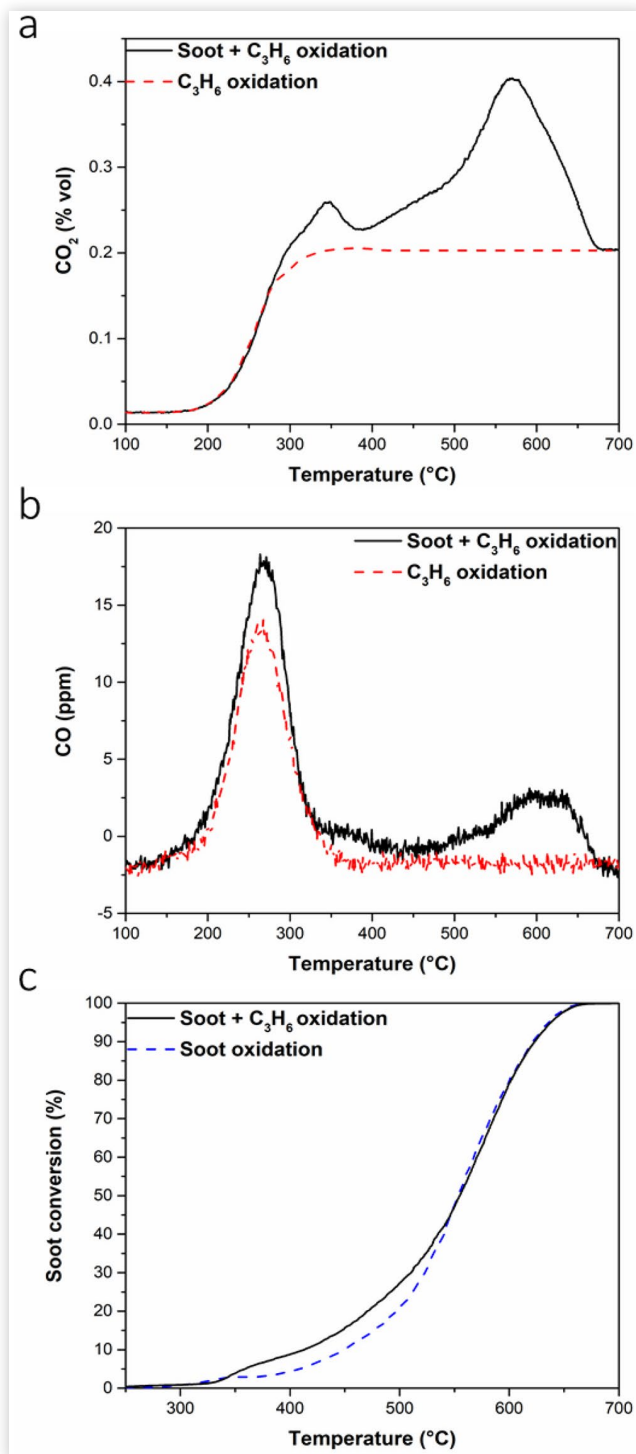 a
Soot + C₃H₆ oxidation
C₃H₆ oxidation
0.4
0.3
0.2
0.1
0.0
CO₂ (% vol)
100 200 300 400 500 600 700
Temperature (°C)
b
Soot + C₃H₆ oxidation
C₃H₆ oxidation
20
15
10
5
0
-5
CO (ppm)
100 200 300 400 500 600 700
Temperature (°C)
c
Soot + C₃H₆ oxidation
Soot oxidation
100
90
80
70
60
50
40
30
20
10
0
Soot conversion (%)
300 400 500 600 700
Temperature (°C)